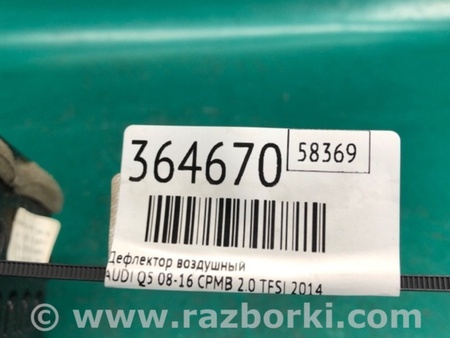 364670
58369
Дефлектор воздушный
AUDI Q5 08-16 CPMB 2.0 TFSI 2014
www.razborki.com